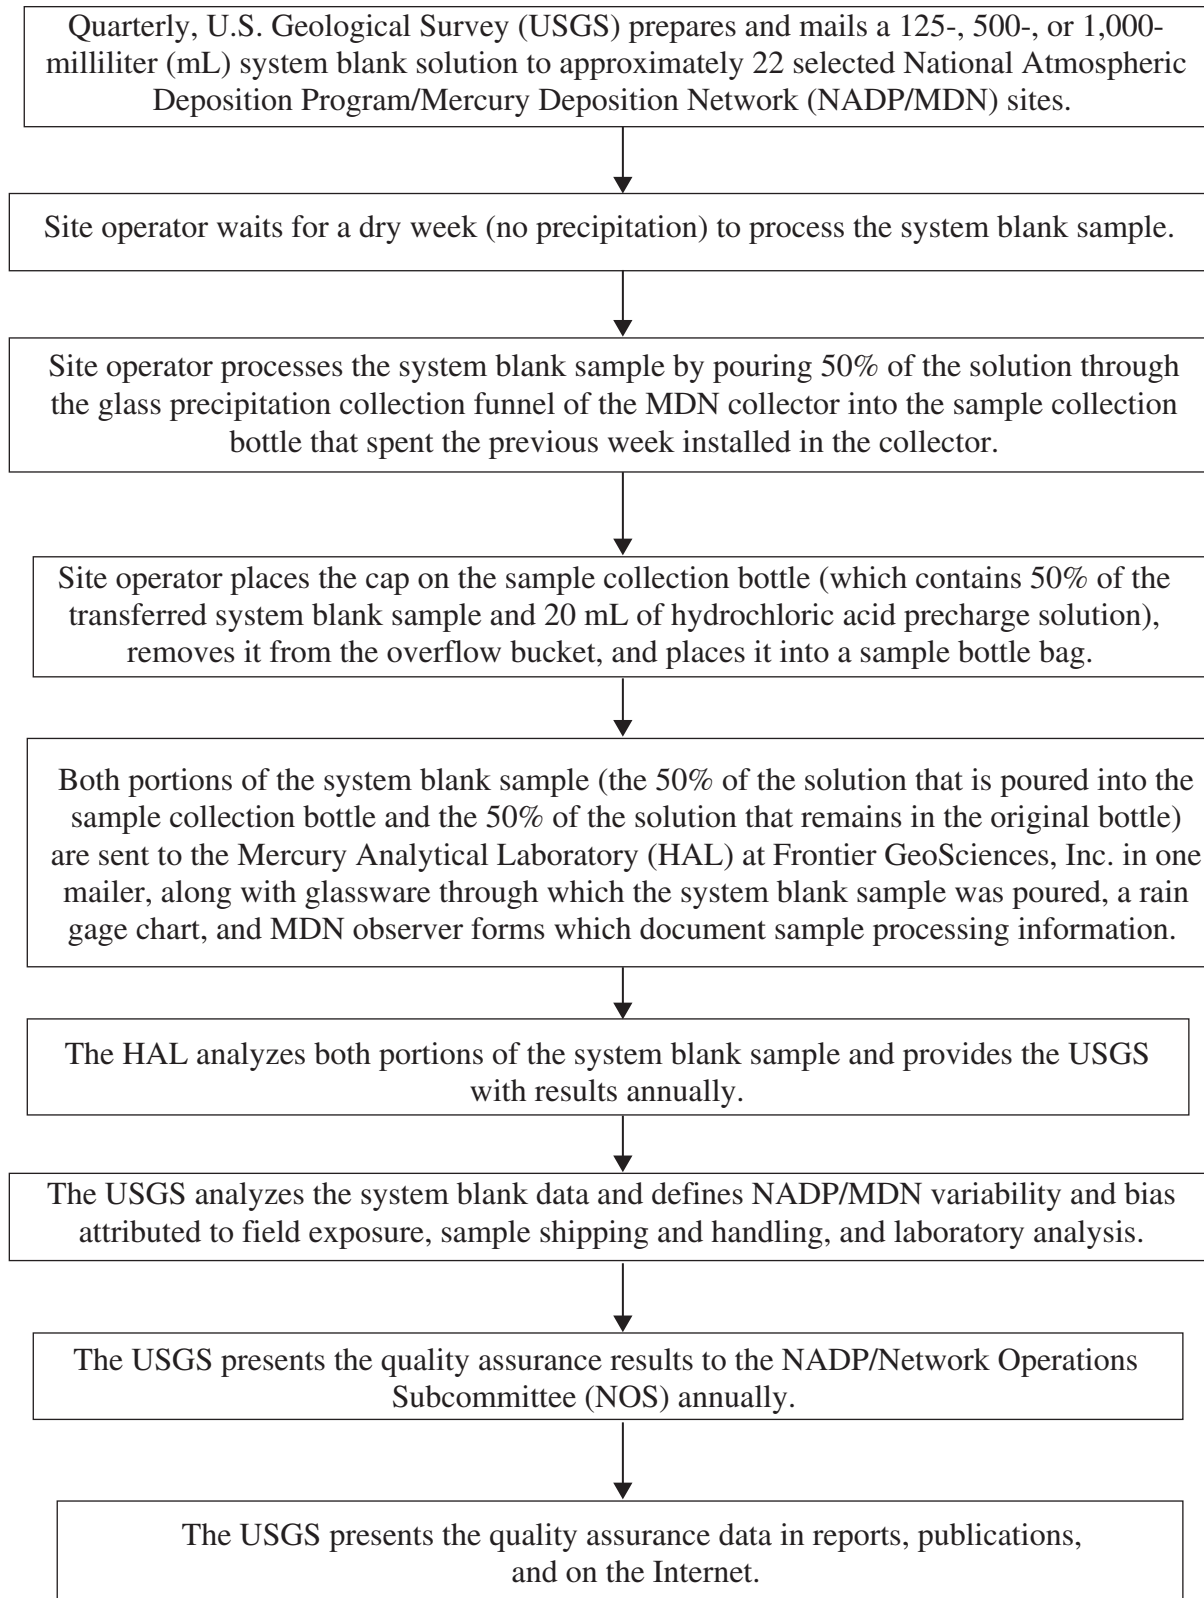 Quarterly, U.S. Geological Survey (USGS) prepares and mails a 125-, 500-, or 1,000-
milliliter (mL) system blank solution to approximately 22 selected National Atmospheric
Deposition Program/Mercury Deposition Network (NADP/MDN) sites.
Site operator waits for a dry week (no precipitation) to process the system blank sample.
Site operator processes the system blank sample by pouring 50% of the solution through
the glass precipitation collection funnel of the MDN collector into the sample collection
bottle that spent the previous week installed in the collector.
Site operator places the cap on the sample collection bottle (which contains 50% of the
transferred system blank sample and 20 mL of hydrochloric acid precharge solution),
removes it from the overflow bucket, and places it into a sample bottle bag.
Both portions of the system blank sample (the 50% of the solution that is poured into the
sample collection bottle and the 50% of the solution that remains in the original bottle)
are sent to the Mercury Analytical Laboratory (HAL) at Frontier GeoSciences, Inc. in one
mailer, along with glassware through which the system blank sample was poured, a rain
gage chart, and MDN observer forms which document sample processing information.
The HAL analyzes both portions of the system blank sample and provides the USGS
with results annually.
The USGS analyzes the system blank data and defines NADP/MDN variability and bias
attributed to field exposure, sample shipping and handling, and laboratory analysis.
The USGS presents the quality assurance results to the NADP/Network Operations
Subcommittee (NOS) annually.
The USGS presents the quality assurance data in reports, publications,
and on the Internet.